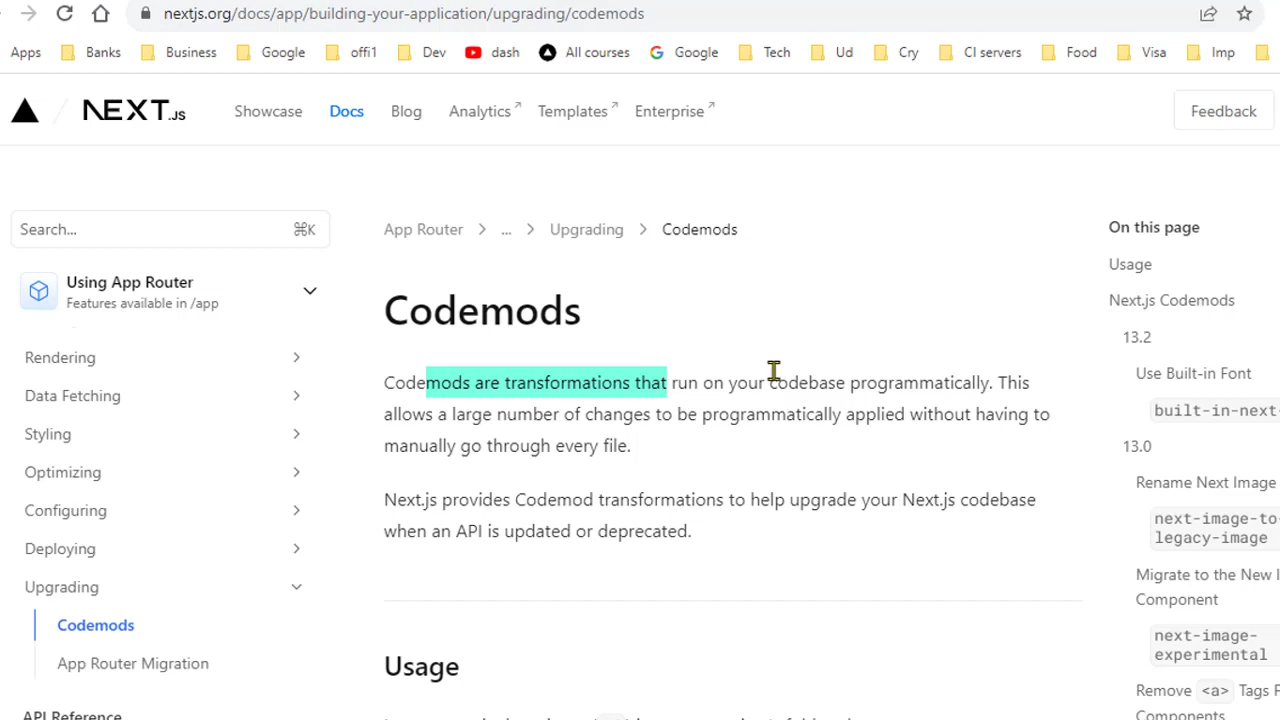 nextjs.org/docs/app/building-your-application/upgrading/codemods
Apps Banks Business Google offi1 Dev dash All courses Google Tech Ud Cry CI servers Food Visa Imp
NEXT.JS Showcase Docs Blog Analytics Templates Enterprise Feedback
Search... ⌘K
Using App Router
Features available in /app
Rendering
Data Fetching
Styling
Optimizing
Configuring
Deploying
Upgrading
Codemods
App Router Migration
API Reference
App Router > ... > Upgrading > Codemods
Codemods
Codemods are transformations that run on your codebase programmatically. This
allows a large number of changes to be programmatically applied without having to
manually go through every file.
Next.js provides Codemod transformations to help upgrade your Next.js codebase
when an API is updated or deprecated.
Usage
On this page
Usage
Next.js Codemods
13.2
Use Built-in Font
built-in-next-
13.0
Rename Next Image
next-image-to-
legacy-image
Migrate to the New I
Component
next-image-
experimental
Remove <a> Tags F
Components